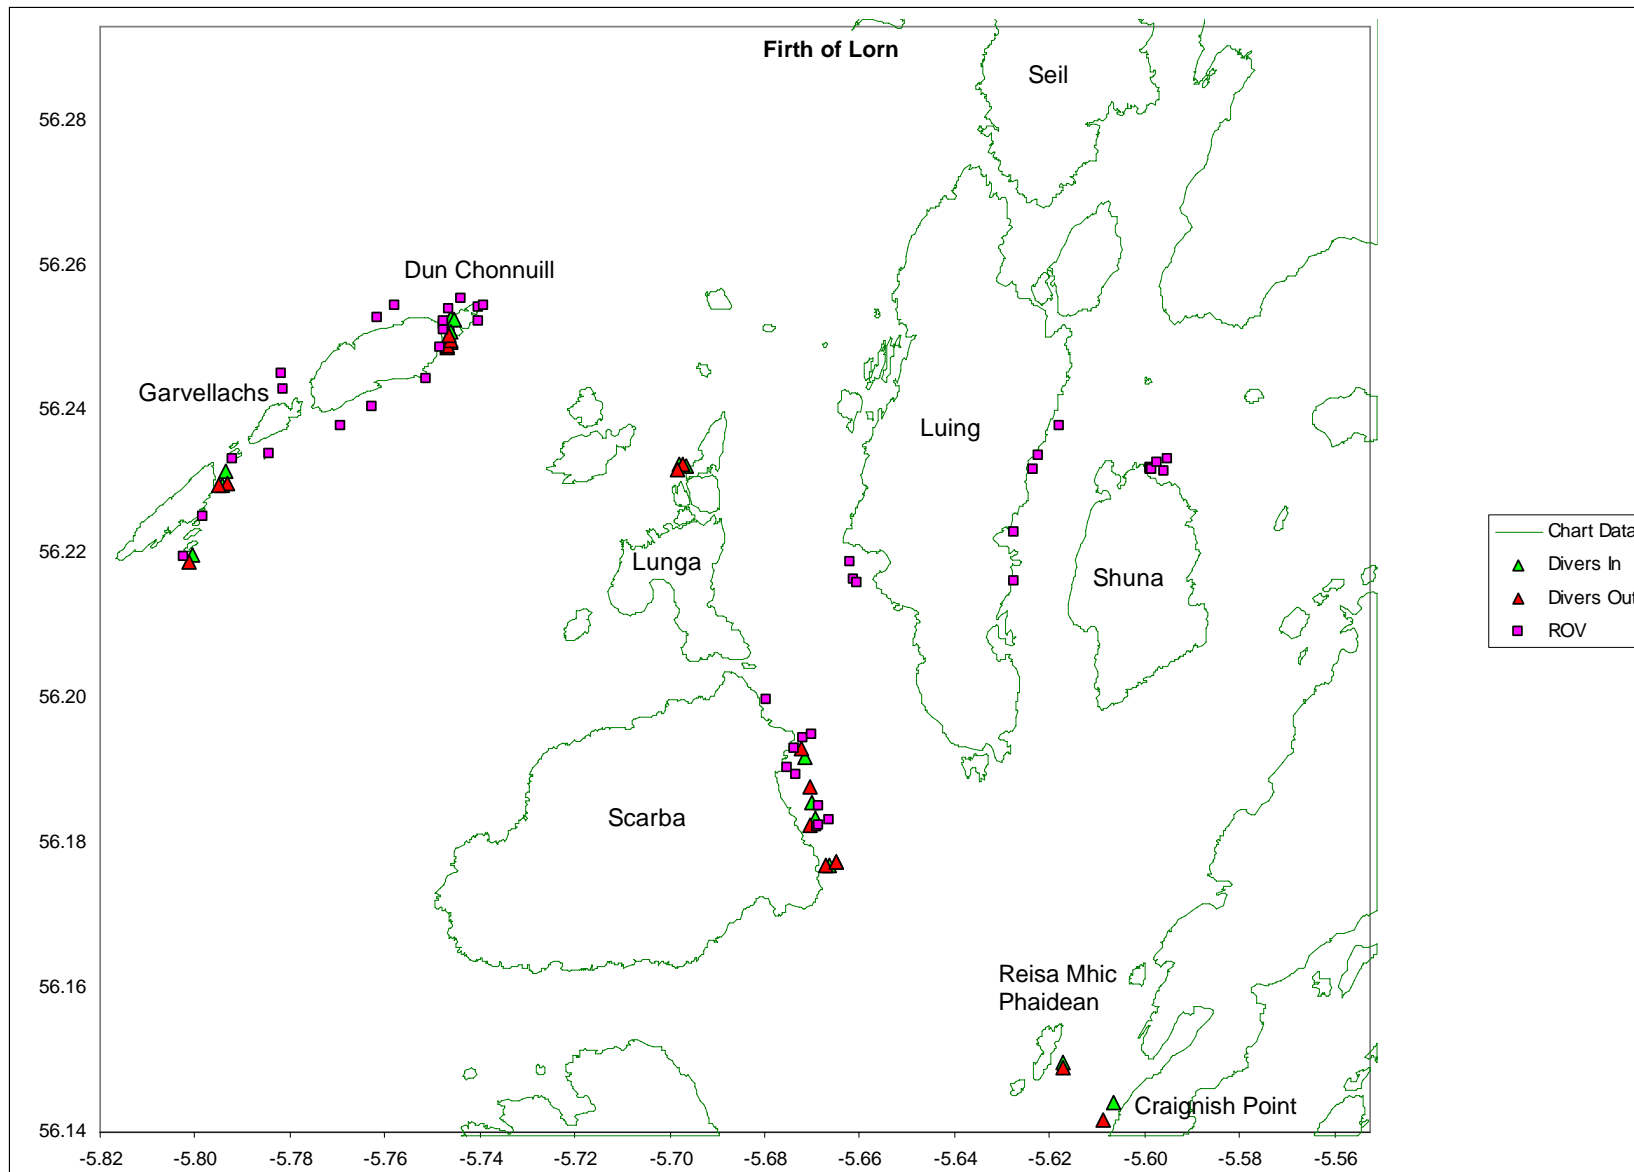 Firth of Lorn
Seil
56.28
56.26
Dun Chonnuill
Garvellachs
56.24
Luing
56.22
Lunga
Shuna
Chart Data
Divers In
Divers Out
ROV
56.20
Scarba
56.18
56.16
Reisa Mhic
Phaidean
Craignish Point
56.14
-5.82 -5.80 -5.78 -5.76 -5.74 -5.72 -5.70 -5.68 -5.66 -5.64 -5.62 -5.60 -5.58 -5.56